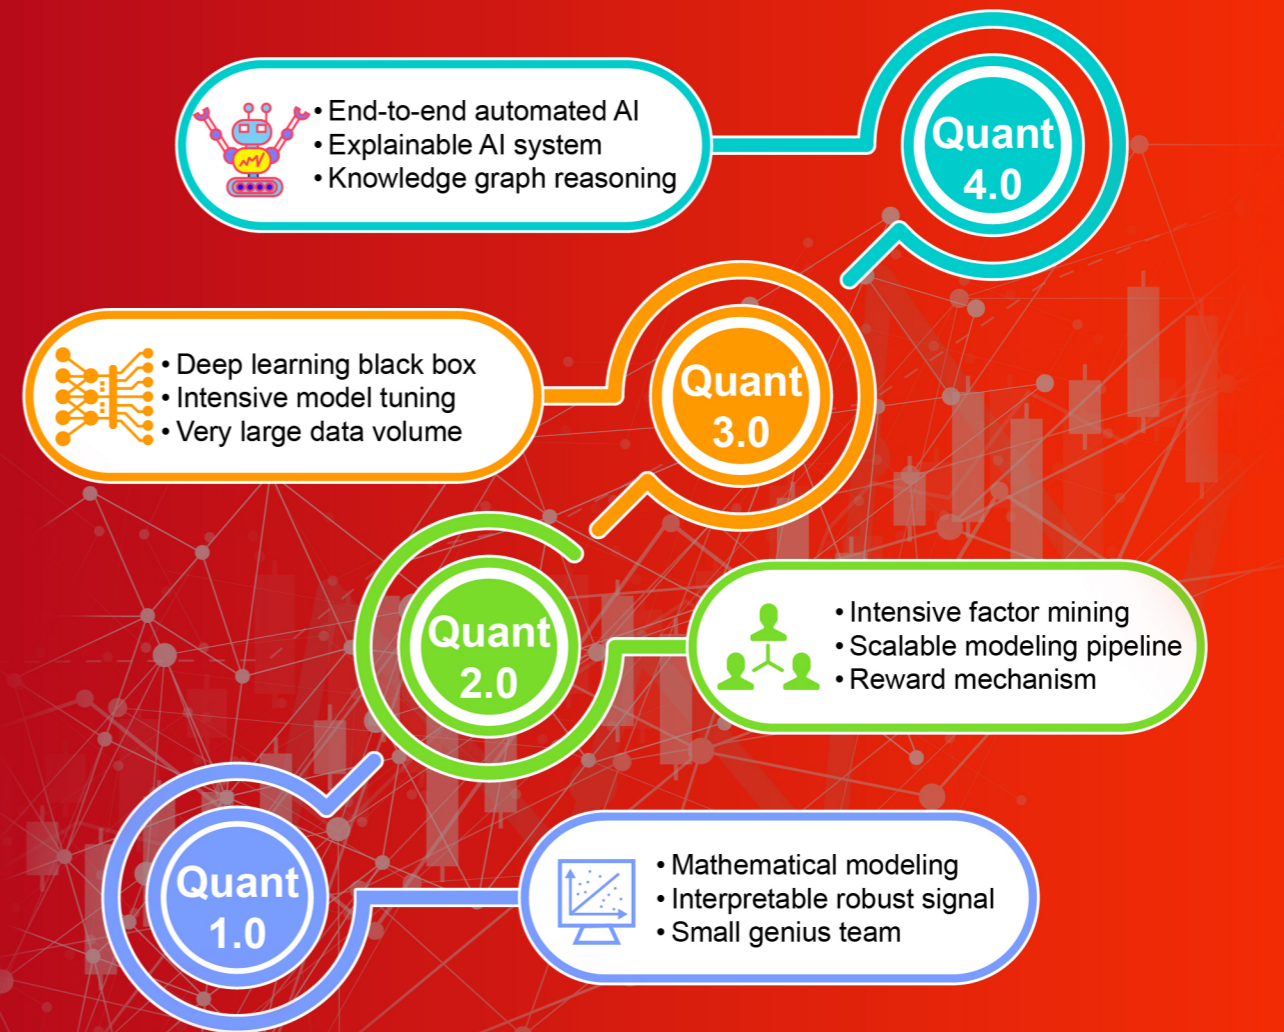 • End-to-end automated AI
• Explainable AI system
• Knowledge graph reasoning
Quant
4.0
• Deep learning black box
• Intensive model tuning
• Very large data volume
Quant
3.0
Quant
2.0
• Intensive factor mining
• Scalable modeling pipeline
• Reward mechanism
Quant
1.0
• Mathematical modeling
• Interpretable robust signal
• Small genius team